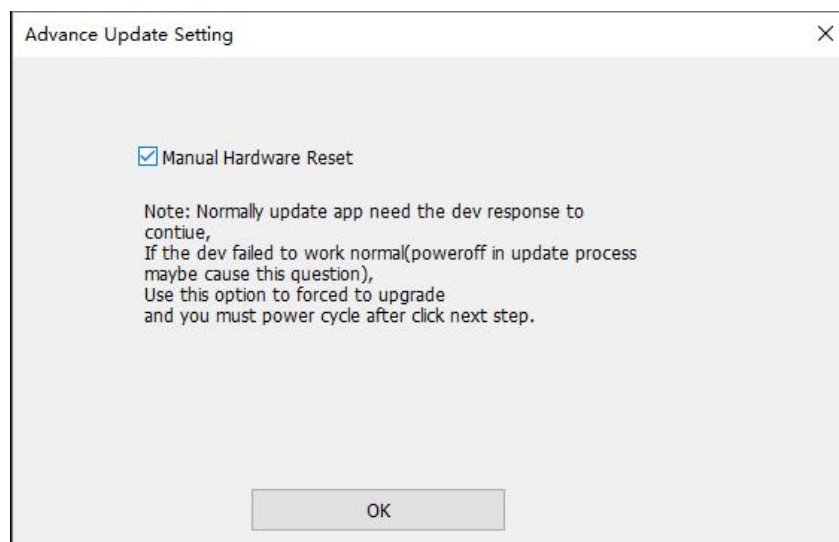 Advance Update Setting
Manual Hardware Reset
Note: Normally update app need the dev response to
contiue,
If the dev failed to work normal(poweroff in update process
maybe cause this question),
Use this option to forced to upgrade
and you must power cycle after click next step.
OK